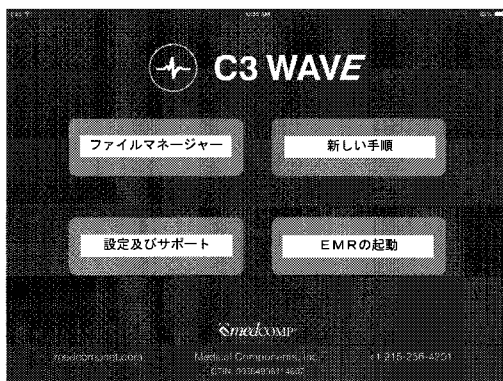 C3 WAVE
ファイルマネージャー
新しい手順
設定及びサポート
EMRの起動
medCOMP
medcompnet.com
Medical Components, Inc.
+1 215-256-4201